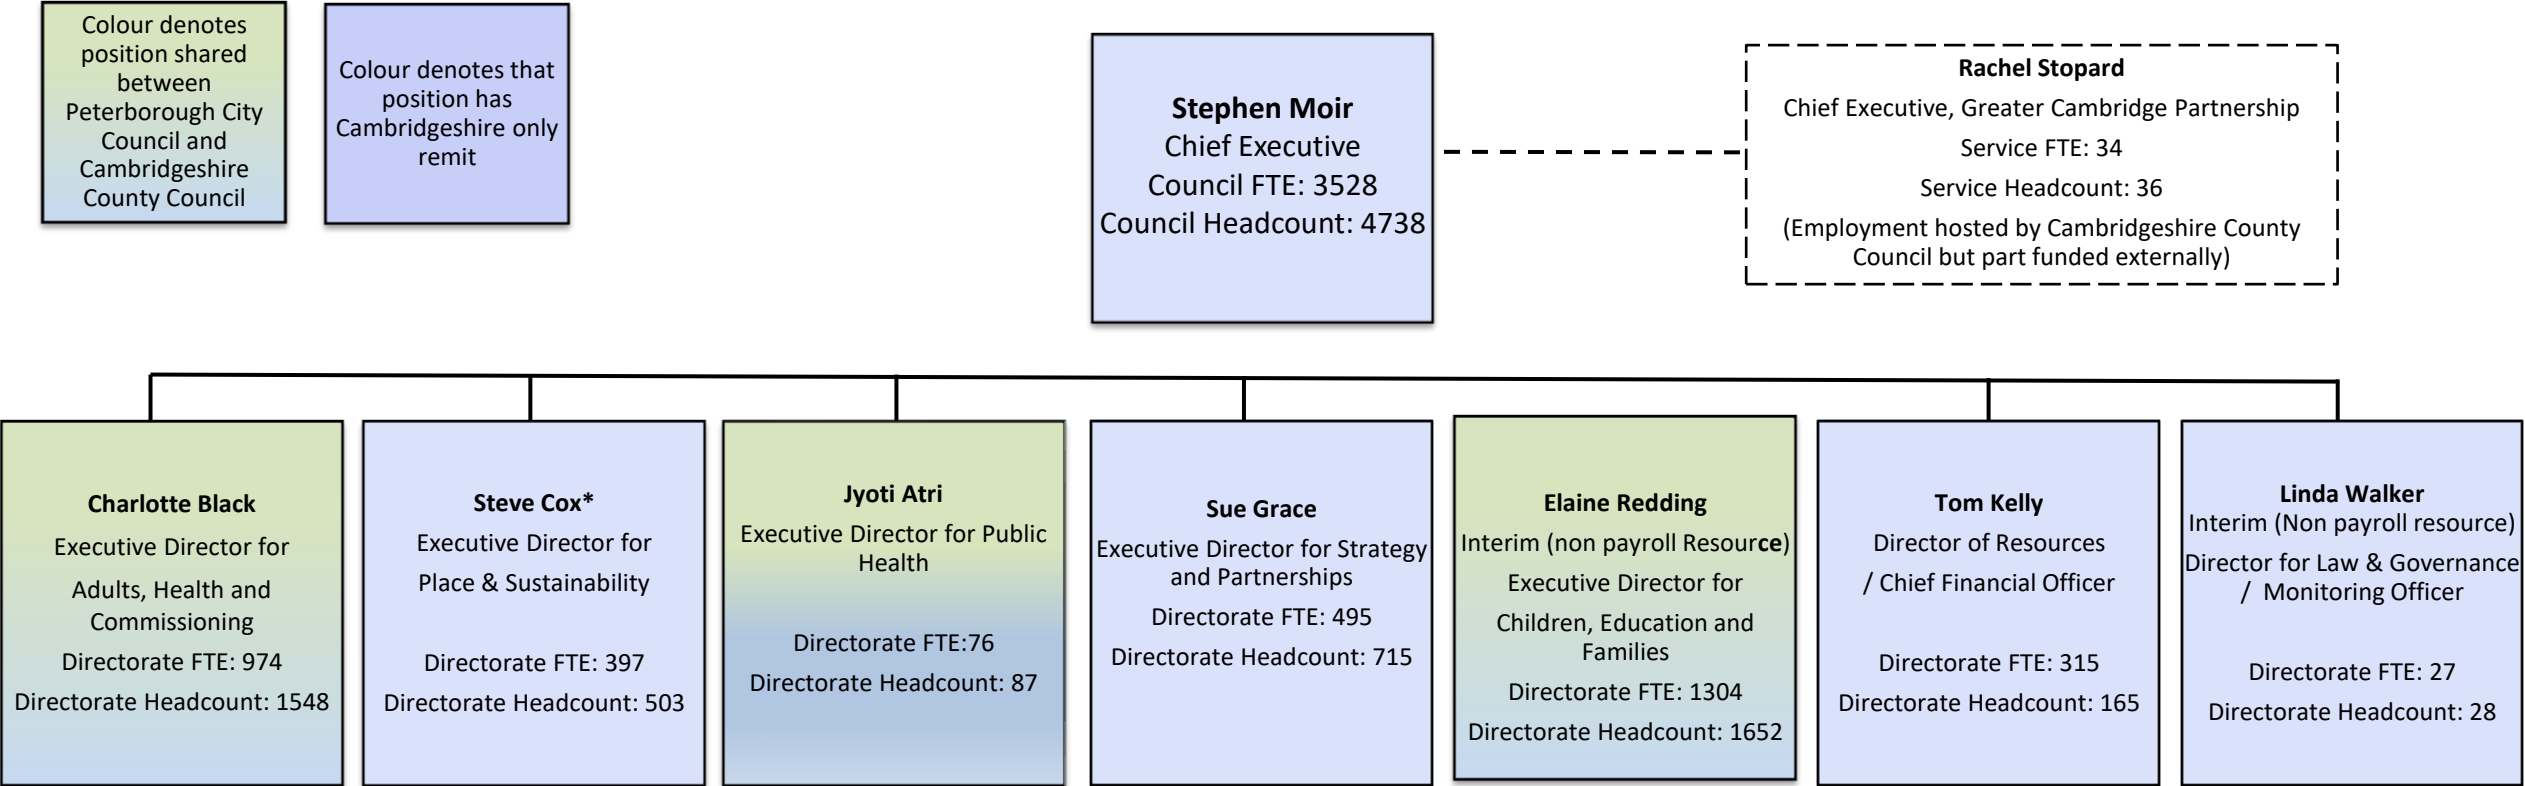 Colour denotes
position shared
between
Peterborough City
Council and
Cambridgeshire
County Council
Colour denotes that
position has
Cambridgeshire only
remit
Stephen Moir
Chief Executive
Council FTE: 3528
Council Headcount: 4738
Rachel Stopard
Chief Executive, Greater Cambridge Partnership
Service FTE: 34
Service Headcount: 36
(Employment hosted by Cambridgeshire County
Council but part funded externally)
Charlotte Black
Executive Director for
Adults, Health and
Commissioning
Directorate FTE: 974
Directorate Headcount: 1548
Steve Cox*
Executive Director for
Place & Sustainability
Directorate FTE: 397
Directorate Headcount: 503
Jyoti Atri
Executive Director for Public
Health
Directorate FTE:76
Directorate Headcount: 87
Sue Grace
Executive Director for Strategy
and Partnerships
Directorate FTE: 495
Directorate Headcount: 715
Elaine Redding
Interim (non payroll Resource)
Executive Director for
Children, Education and
Families
Directorate FTE: 1304
Directorate Headcount: 1652
Tom Kelly
Director of Resources
/ Chief Financial Officer
Directorate FTE: 315
Directorate Headcount: 165
Linda Walker
Interim (Non payroll resource)
Director for Law & Governance
/ Monitoring Officer
Directorate FTE: 27
Directorate Headcount: 28